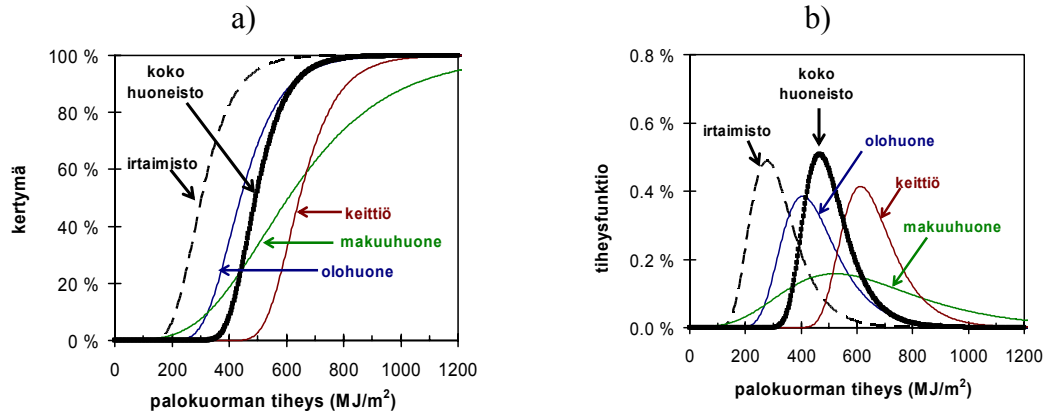 a)
100 %
80 %
60 %
40 %
20 %
0 %
kertymä
koko
huoneisto
irtaimisto
keittiö
makuuhuone
olohuone
0 200 400 600 800 1000 1200
palokuorman tiheys (MJ/m²)
b)
0.8 %
0.6 %
0.4 %
0.2 %
0.0 %
tiheysfunktio
koko
huoneisto
irtaimisto
olohuone
keittiö
makuuhuone
0 200 400 600 800 1000 1200
palokuorman tiheys (MJ/m²)